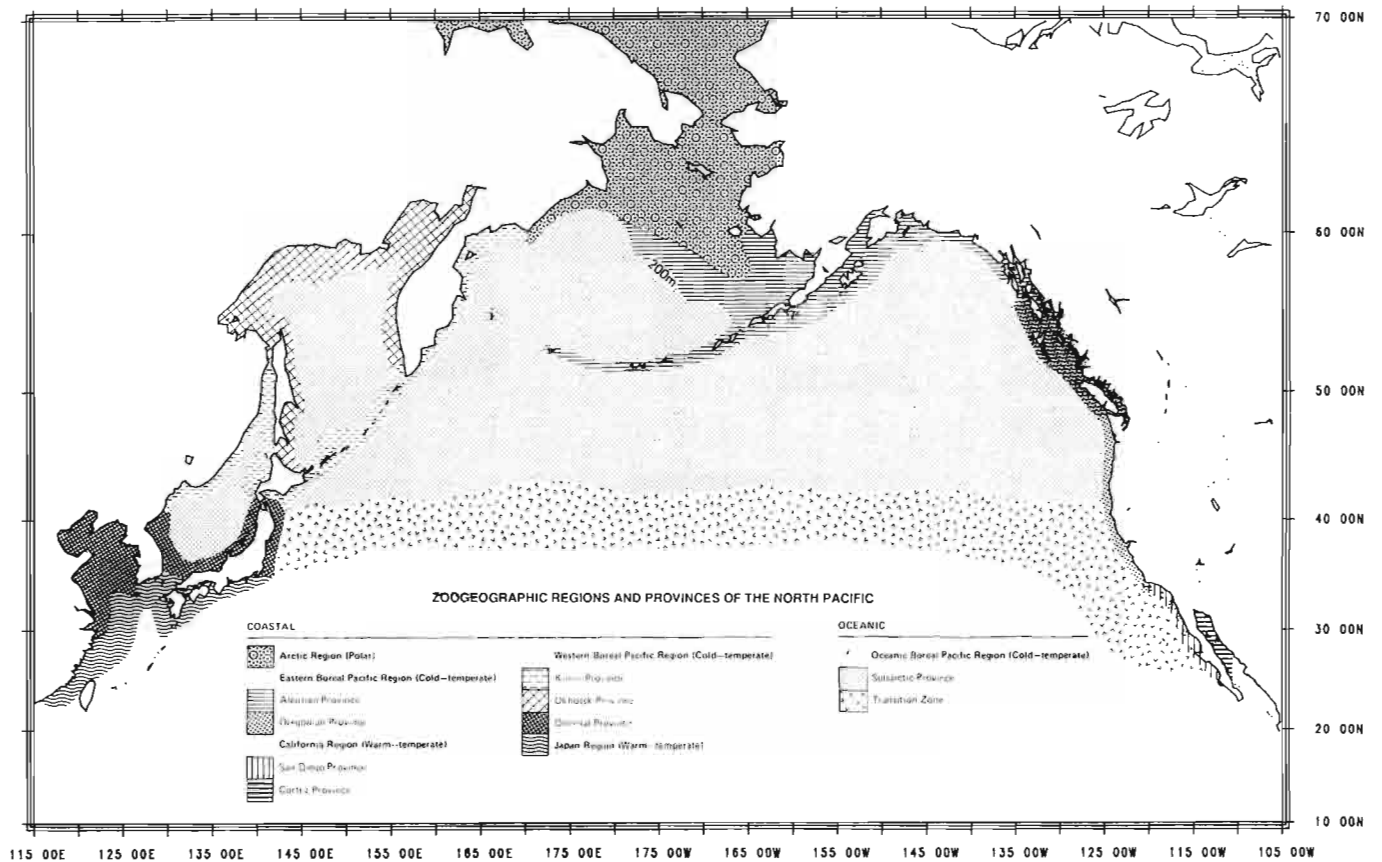 70 00N
60 00N
200m
50 00N
40 00N
ZOOGEOGRAPHIC REGIONS AND PROVINCES OF THE NORTH PACIFIC
COASTAL
OCEANIC
30 00N
Arctic Region (Polar)
Western Boreal Pacific Region (Cold-temperate)
Oceanic Boreal Pacific Region (Cold-temperate)
Eastern Boreal Pacific Region (Cold-temperate)
Kurile Province
Subarctic Province
Aleutian Province
Okhotsk Province
Transition Zone
Oregonian Province
Oriental Province
20 00N
California Region (Warm-temperate)
Japan Region (Warm-temperate)
San Diego Province
Cortez Province
10 00N
115 00E 125 00E 135 00E 145 00E 155 00E 165 00E 175 00E 175 00W 165 00W 155 00W 145 00W 135 00W 125 00W 115 00W 105 00W